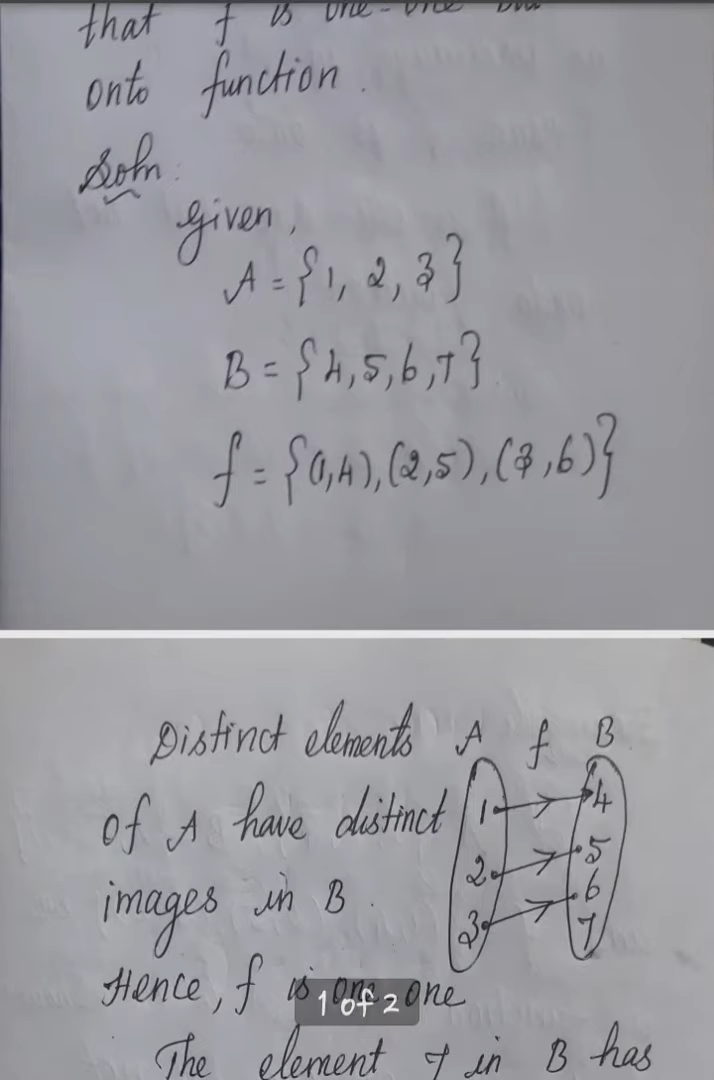 that f is one-one
onto function.
Soln:
given,
A = {1, 2, 3}
B = {4, 5, 6, 7}
f = {(1,4), (2,5), (3,6)}
Distinct elements A f B
of A have distinct 1 4
images in B. 2 5
3 6
7
Hence, f is one one
1 of 2
The element 7 in B has